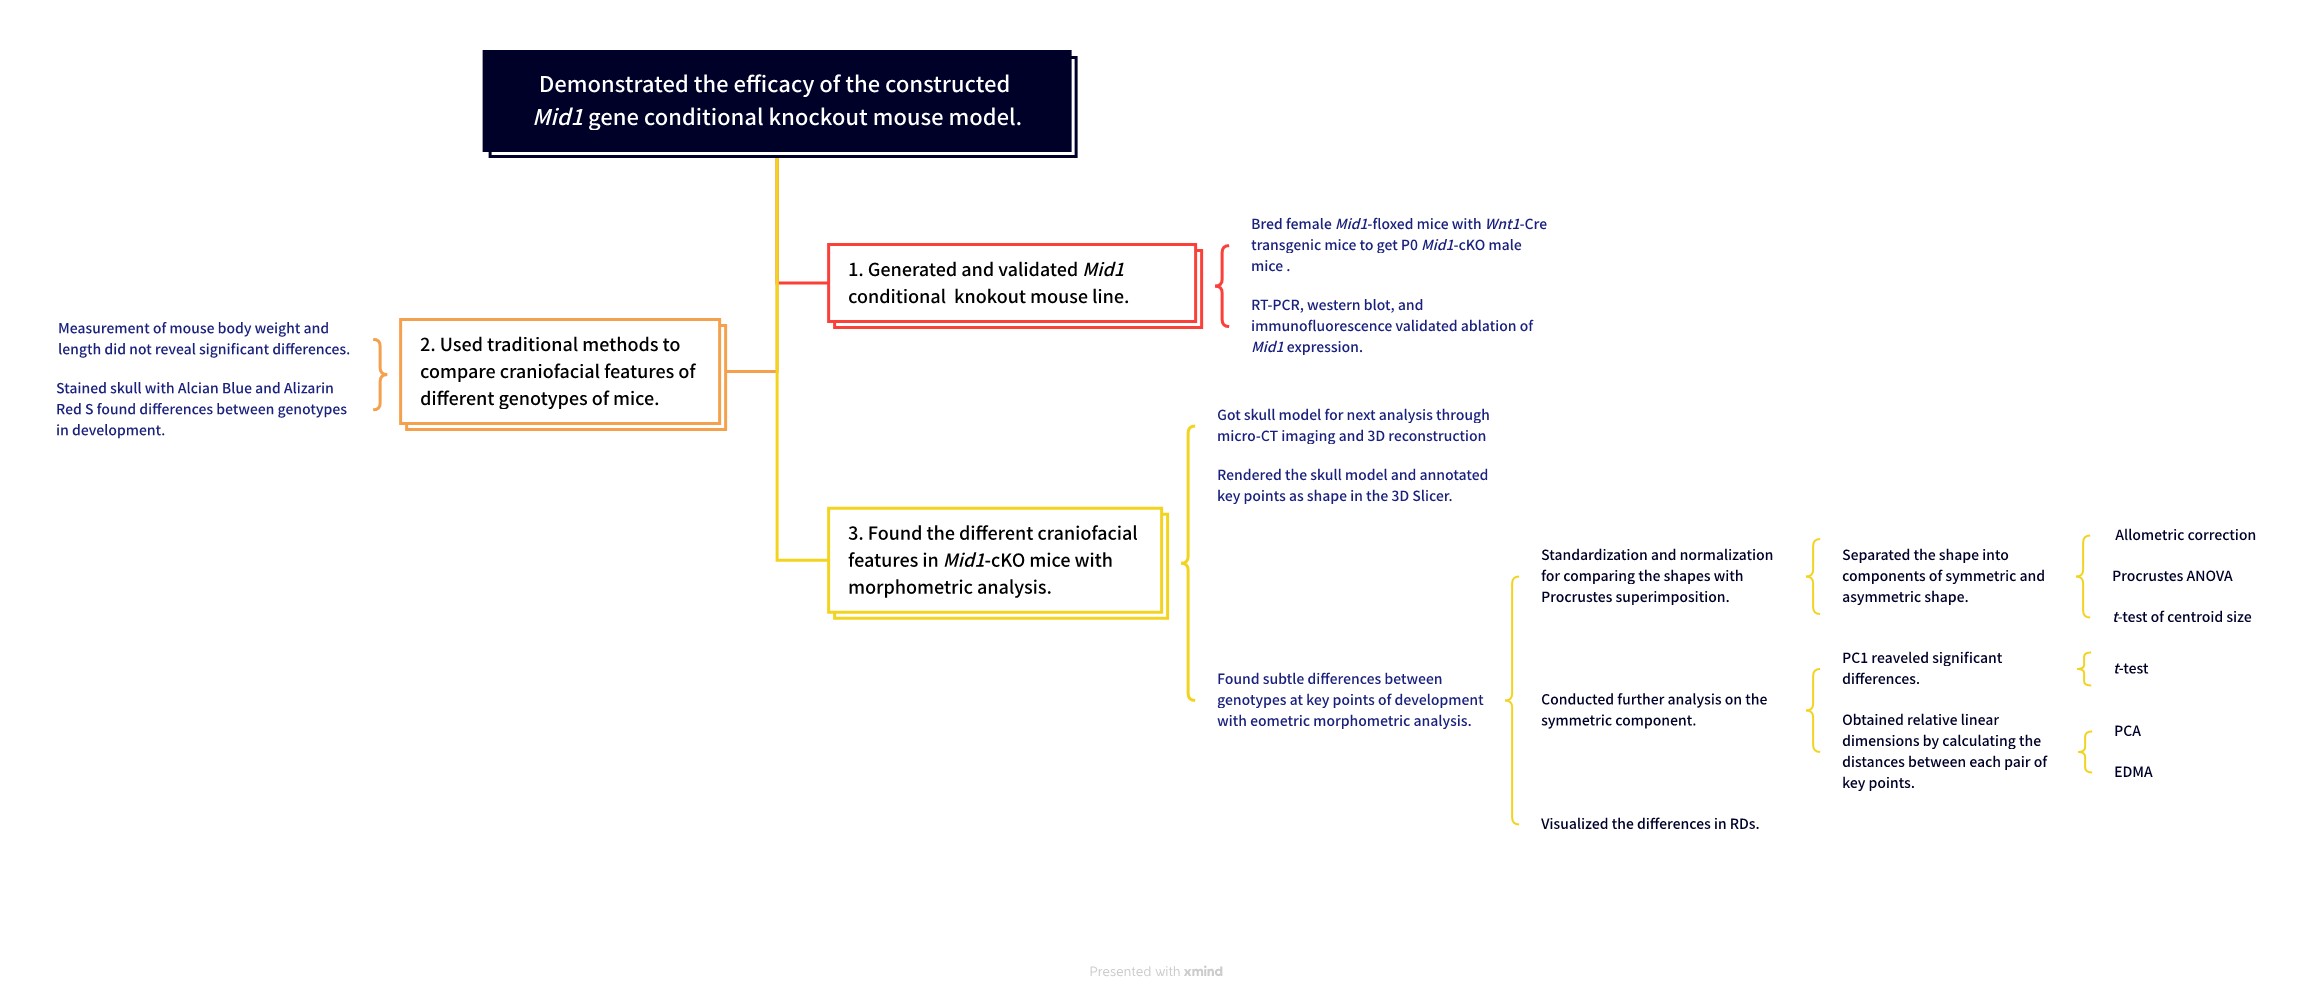 Demonstrated the efficacy of the constructed
Mid1 gene conditional knockout mouse model.
1. Generated and validated Mid1
conditional  knokout mouse line.
Bred female Mid1-floxed mice with Wnt1-Cre
transgenic mice to get P0 Mid1-cKO male
mice .
RT-PCR, western blot, and
immunofluorescence validated ablation of
Mid1 expression.
2. Used traditional methods to
compare craniofacial features of
different genotypes of mice.
Measurement of mouse body weight and
length did not reveal significant differences.
Stained skull with Alcian Blue and Alizarin
Red S found differences between genotypes
in development.
3. Found the different craniofacial
features in Mid1-cKO mice with
morphometric analysis.
Got skull model for next analysis through
micro-CT imaging and 3D reconstruction
Rendered the skull model and annotated
key points as shape in the 3D Slicer.
Found subtle differences between
genotypes at key points of development
with eometric morphometric analysis.
Standardization and normalization
for comparing the shapes with
Procrustes superimposition.
Separated the shape into
components of symmetric and
asymmetric shape.
Allometric correction
Procrustes ANOVA
t-test of centroid size
Conducted further analysis on the
symmetric component.
PC1 reaveled significant
differences.
t-test
Obtained relative linear
dimensions by calculating the
distances between each pair of
key points.
PCA
EDMA
Visualized the differences in RDs.
Presented with xmind